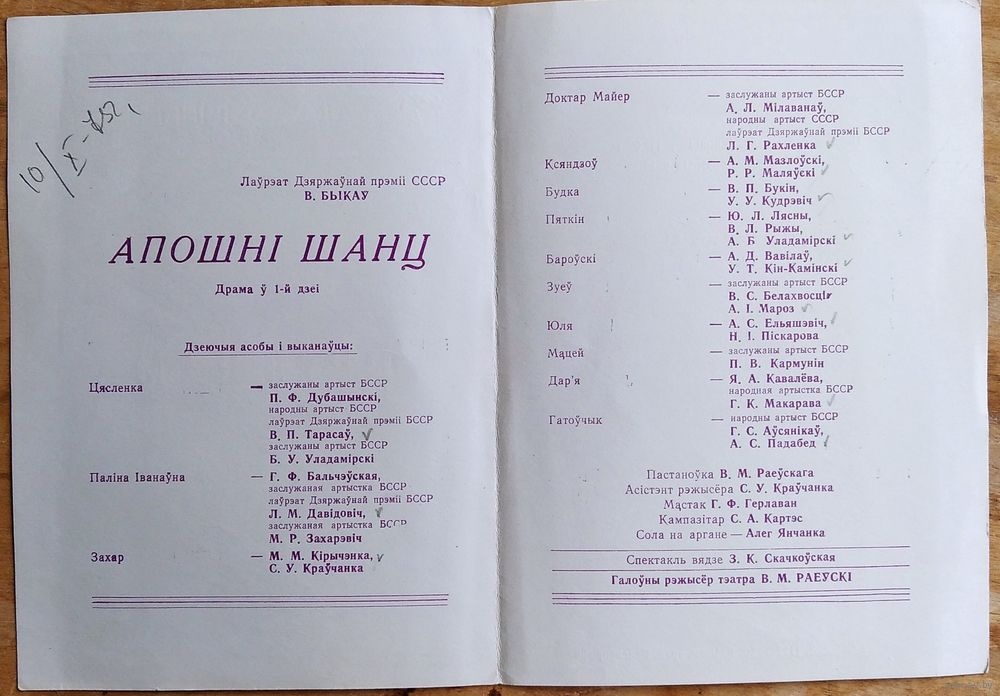 10/X-75г.
Лаўрэат Дзяржаўнай прэміі СССР
В. БЫКАЎ
АПОШНІ ШАНЦ
Драма ў 1-й дзеі
Дзеючыя асобы і выканаўцы:
Цясленка — заслужаны артыст БССР
П. Ф. Дубашынскі,
народны артыст БССР
лаўрэат Дзяржаўнай прэміі БССР
В. П. Тарасаў,
заслужаны артыст БССР
Б. У. Уладамірскі
Паліна Іванаўна — Г. Ф. Бальчэўская,
заслужаная артыстка БССР
лаўрэат Дзяржаўнай прэміі БССР
Л. М. Давідовіч,
заслужаная артыстка БССР
М. Р. Захарэвіч
Захар — М. М. Кірычэнка,
С. У. Краўчанка
Доктар Майер — заслужаны артыст БССР
А. Л. Мілаванаў,
народны артыст СССР
лаўрэат Дзяржаўнай прэміі БССР
Л. Г. Рахленка
Ксяндзоў — А. М. Мазлоўскі,
Р. Р. Маляўскі
Будка — В. П. Букін,
У. У. Кудрэвіч
Пяткін — Ю. Л. Лясны,
В. Л. Рыжы,
А. Б Уладамірскі
Бароўскі — А. Д. Вавілаў,
У. Т. Кін-Камінскі
Зуеў — заслужаны артыст БССР
В. С. Белахвосцік
А. І. Мароз
Юля — А. С. Ельяшэвіч,
Н. І. Піскарова
Мацей — заслужаны артыст БССР
П. В. Кармунін
Дар'я — Я. А. Кавалёва,
народная артыстка БССР
Г. К. Макарава
Гатоўчык — народны артыст БССР
Г. С. Аўсянікаў,
А. С. Падабед
Пастаноўка В. М. Раеўскага
Асістэнт рэжысёра С. У. Краўчанка
Мастак Г. Ф. Герлаван
Кампазітар С. А. Картэс
Сола на аргане — Алег Янчанка
Спектакль вядзе З. К. Скачкоўская
Галоўны рэжысёр тэатра В. М. РАЕЎСКІ